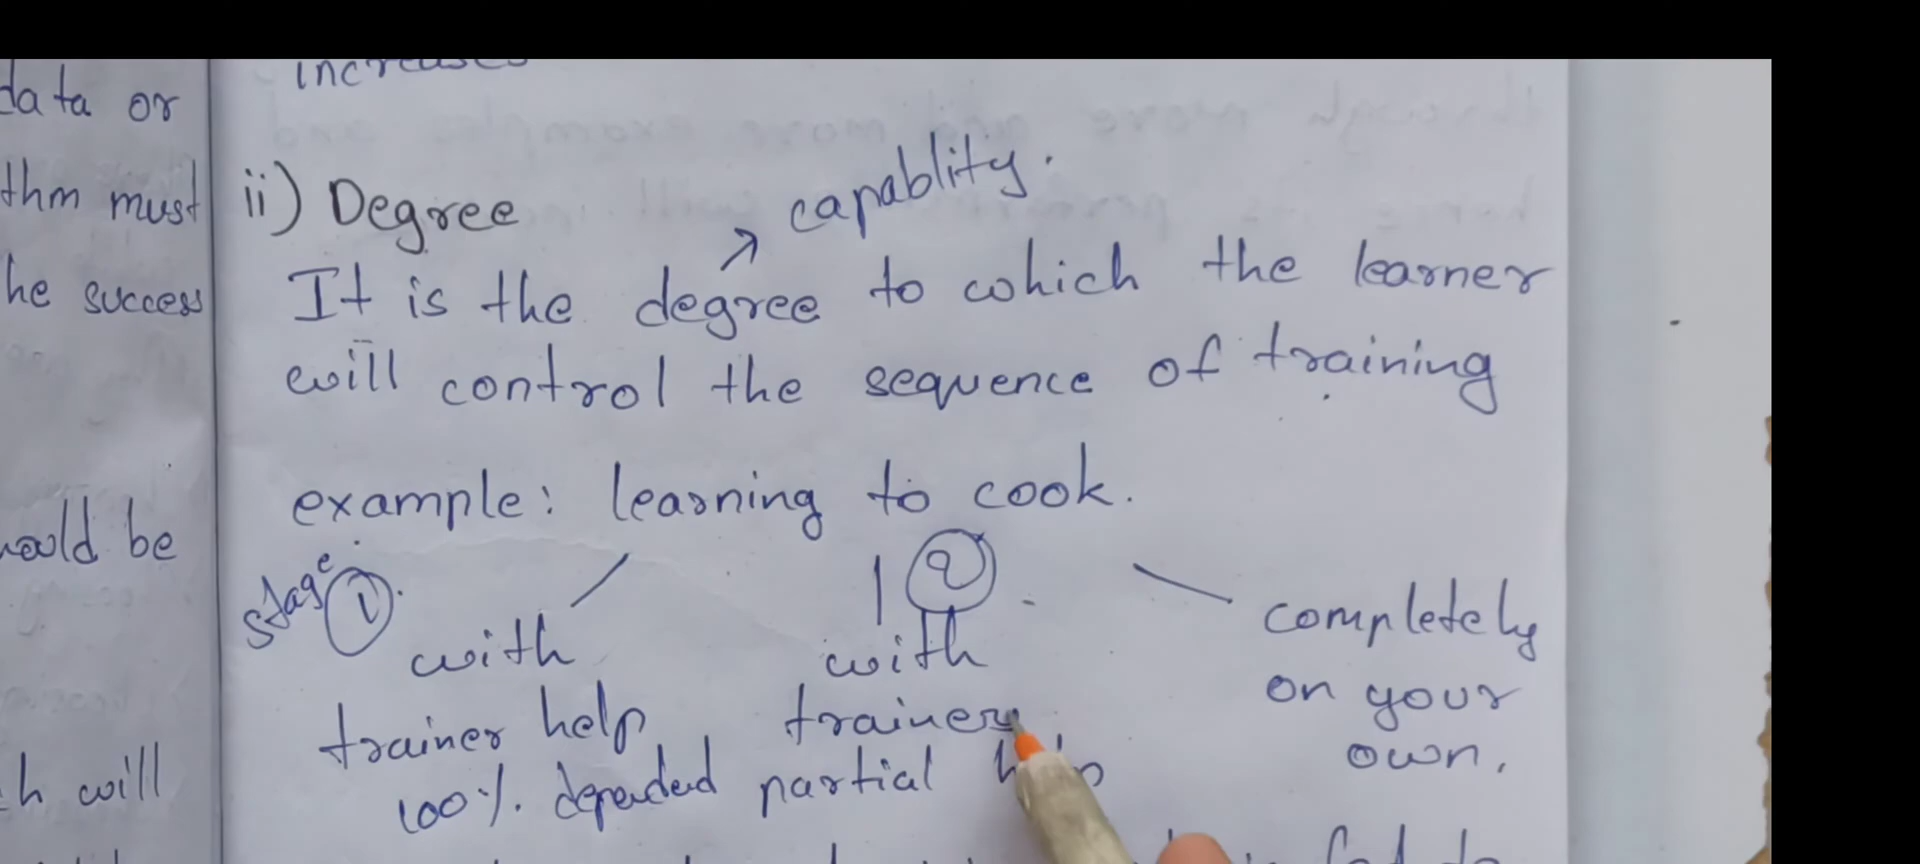 data or
thm must
he success
ould be
h will
increases
ii) Degree
capablity.
It is the degree to which the learner
will control the sequence of training
example: learning to cook.
stage 1
with
trainer help
100%. depended
2
with
trainer
partial
completely
on your
own.